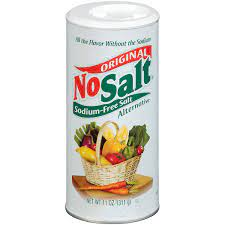 All the Flavor Without the Sodium
ORIGINAL
NoSalt®
Sodium-Free Salt
Alternative
NET WT 11 OZ (311 g)